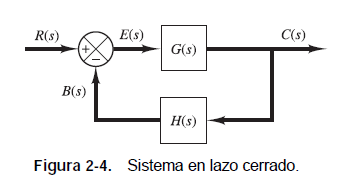 R(s)
E(s)
C(s)
+
−
G(s)
B(s)
H(s)
Figura 2-4. Sistema en lazo cerrado.